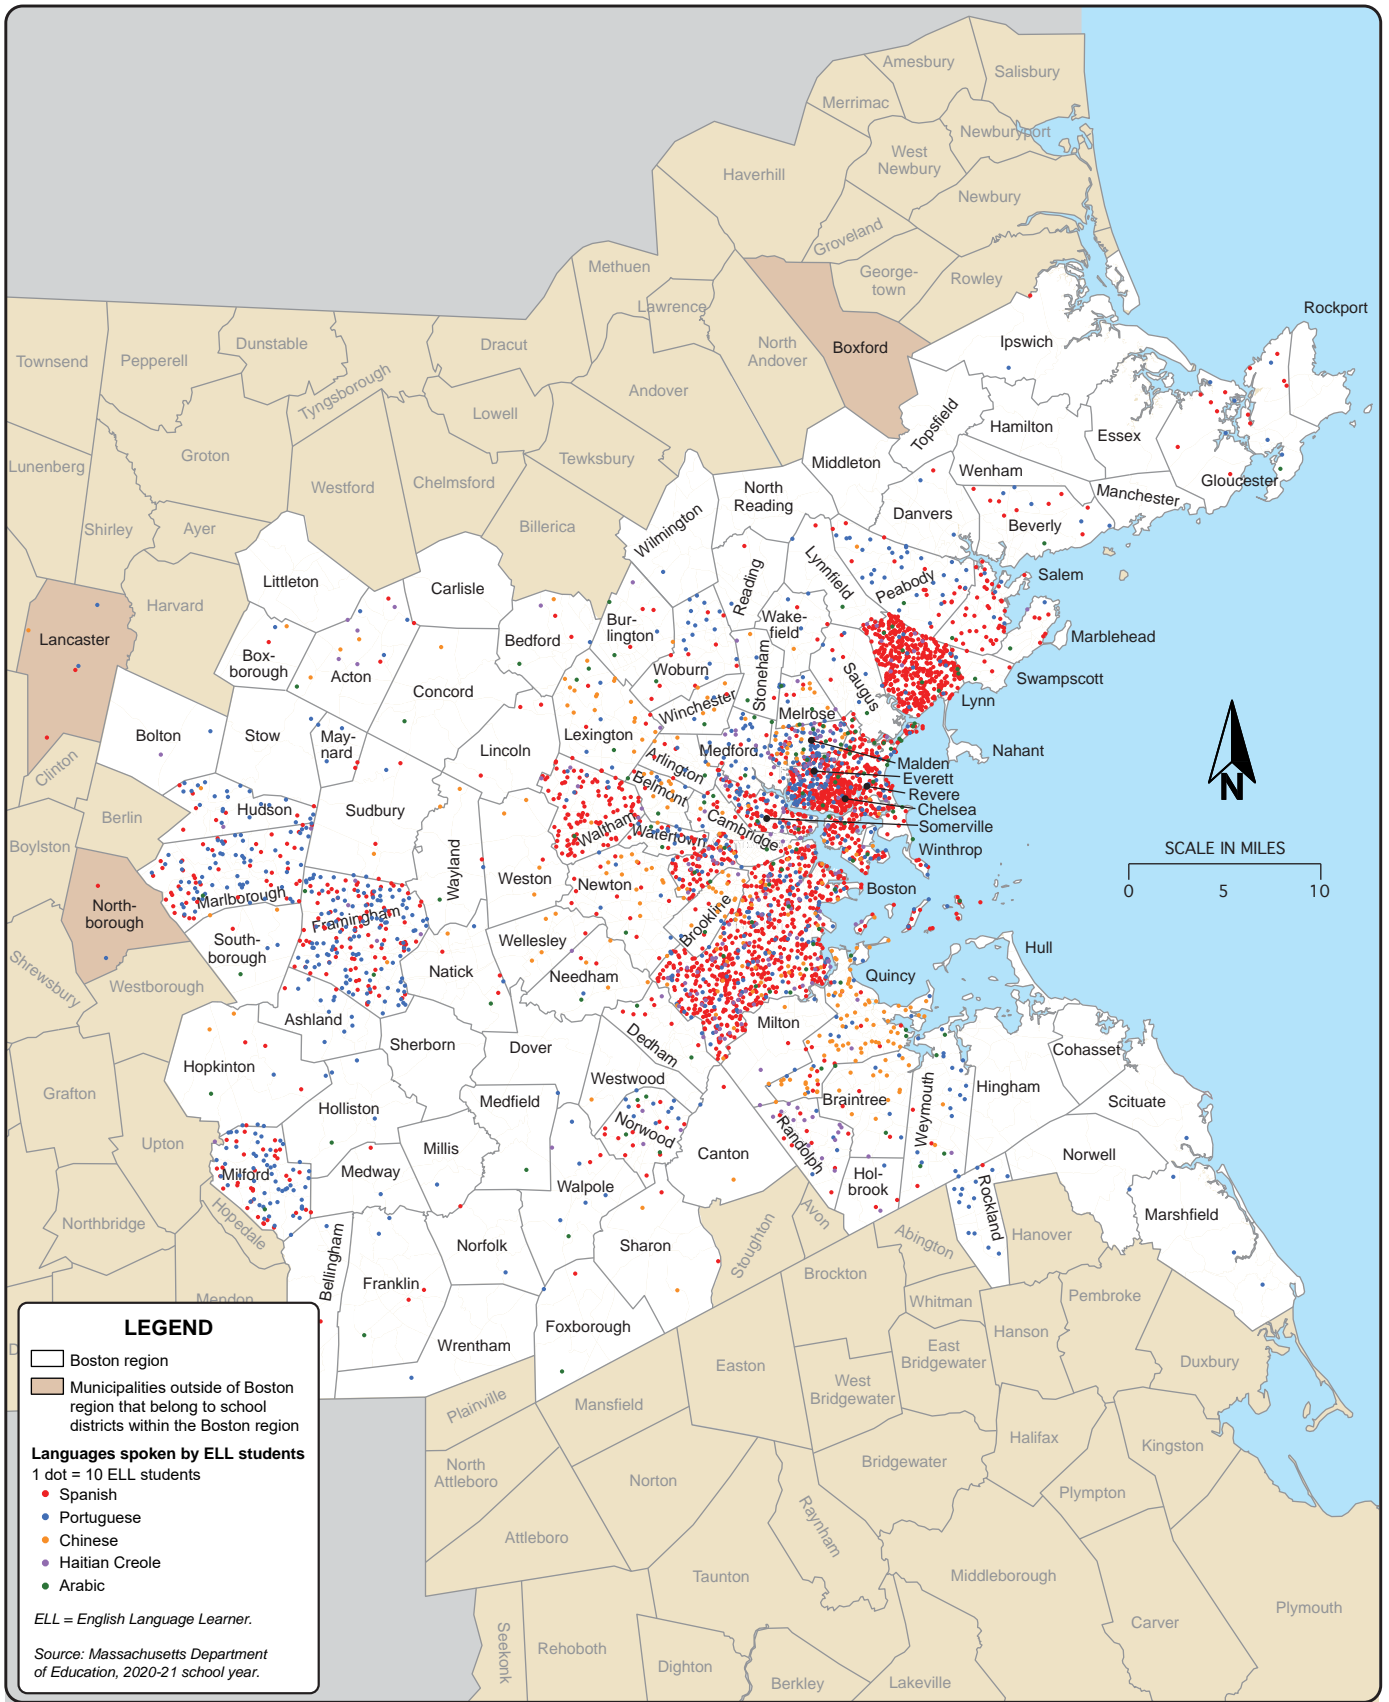 Amesbury
Salisbury
Merrimac
Newburyport
West
Newbury
Haverhill
Newbury
Groveland
George-
town
Rowley
Methuen
Lawrence
Rockport
Townsend
Pepperell
Dunstable
Tyngsborough
Dracut
North
Andover
Boxford
Ipswich
Andover
Lowell
Topsfield
Hamilton
Essex
Lunenberg
Groton
Westford
Chelmsford
Tewksbury
Middleton
Wenham
Gloucester
Manchester
North
Reading
Danvers
Beverly
Shirley
Ayer
Billerica
Wilmington
Littleton
Carlisle
Reading
Lynnfield
Peabody
Salem
Harvard
Lancaster
Bedford
Bur-
lington
Wake-
field
Marblehead
Box-
borough
Acton
Concord
Woburn
Stoneham
Saugus
Swampscott
Lynn
Winchester
Melrose
Bolton
Stow
May-
nard
Lincoln
Lexington
Medford
Nahant
Arlington
Malden
Everett
Revere
Chelsea
Somerville
Winthrop
Clinton
Belmont
Berlin
Hudson
Sudbury
Waltham
Watertown
Cambridge
Boylston
Wayland
Weston
Newton
Boston
SCALE IN MILES
0 5 10
N
North-
borough
Marlborough
Framingham
Brookline
South-
borough
Wellesley
Natick
Needham
Hull
Quincy
Shrewsbury
Westborough
Ashland
Milton
Dedham
Sherborn
Dover
Cohasset
Hopkinton
Westwood
Hingham
Grafton
Holliston
Medfield
Braintree
Weymouth
Scituate
Upton
Millis
Norwood
Randolph
Canton
Norwell
Milford
Medway
Walpole
Hol-
brook
Rockland
Northbridge
Hopedale
Avon
Marshfield
Bellingham
Norfolk
Sharon
Stoughton
Abington
Hanover
Franklin
Brockton
Mendon
Whitman
Pembroke
Wrentham
Foxborough
Hanson
East
Bridgewater
Duxbury
Easton
West
Bridgewater
Plainville
Mansfield
Halifax
Kingston
North
Attleboro
Norton
Bridgewater
Plympton
Raynham
Attleboro
Taunton
Middleborough
Plymouth
Carver
Seekonk
Rehoboth
Dighton
Berkley
Lakeville
D
LEGEND
Boston region
Municipalities outside of Boston
region that belong to school
districts within the Boston region
Languages spoken by ELL students
1 dot = 10 ELL students
Spanish
Portuguese
Chinese
Haitian Creole
Arabic
ELL = English Language Learner.
Source: Massachusetts Department
of Education, 2020-21 school year.